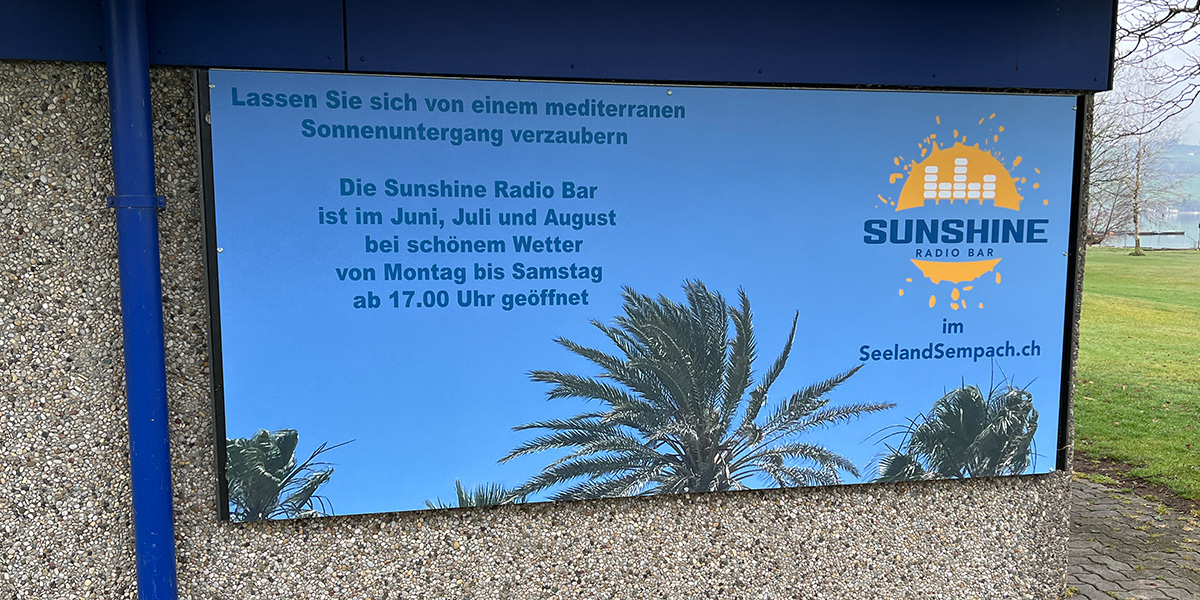 Lassen Sie sich von einem mediterranen
Sonnenuntergang verzaubern
Die Sunshine Radio Bar
ist im Juni, Juli und August
bei schönem Wetter
von Montag bis Samstag
ab 17.00 Uhr geöffnet
SUNSHINE
RADIO BAR
im
SeelandSempach.ch